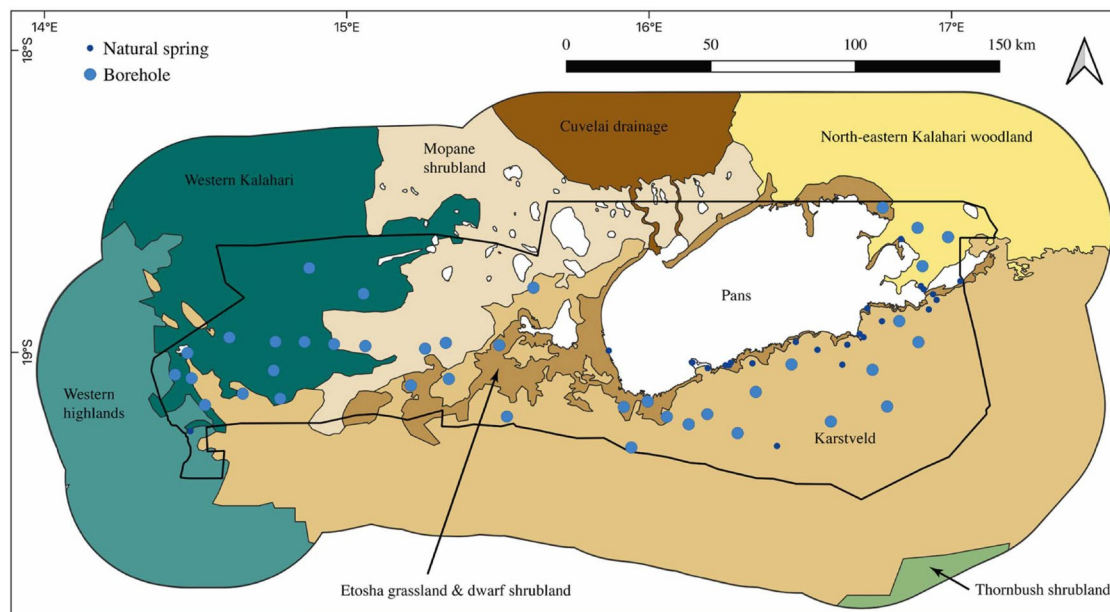 14°E 15°E 16°E 17°E
18°S
Natural spring
Borehole
0 50 100 150 km
Cuvelai drainage
North-eastern Kalahari woodland
Mopane
shrubland
Western Kalahari
Pans
19°S
Western
highlands
Karstveld
Etosha grassland & dwarf shrubland
Thornbush shrubland